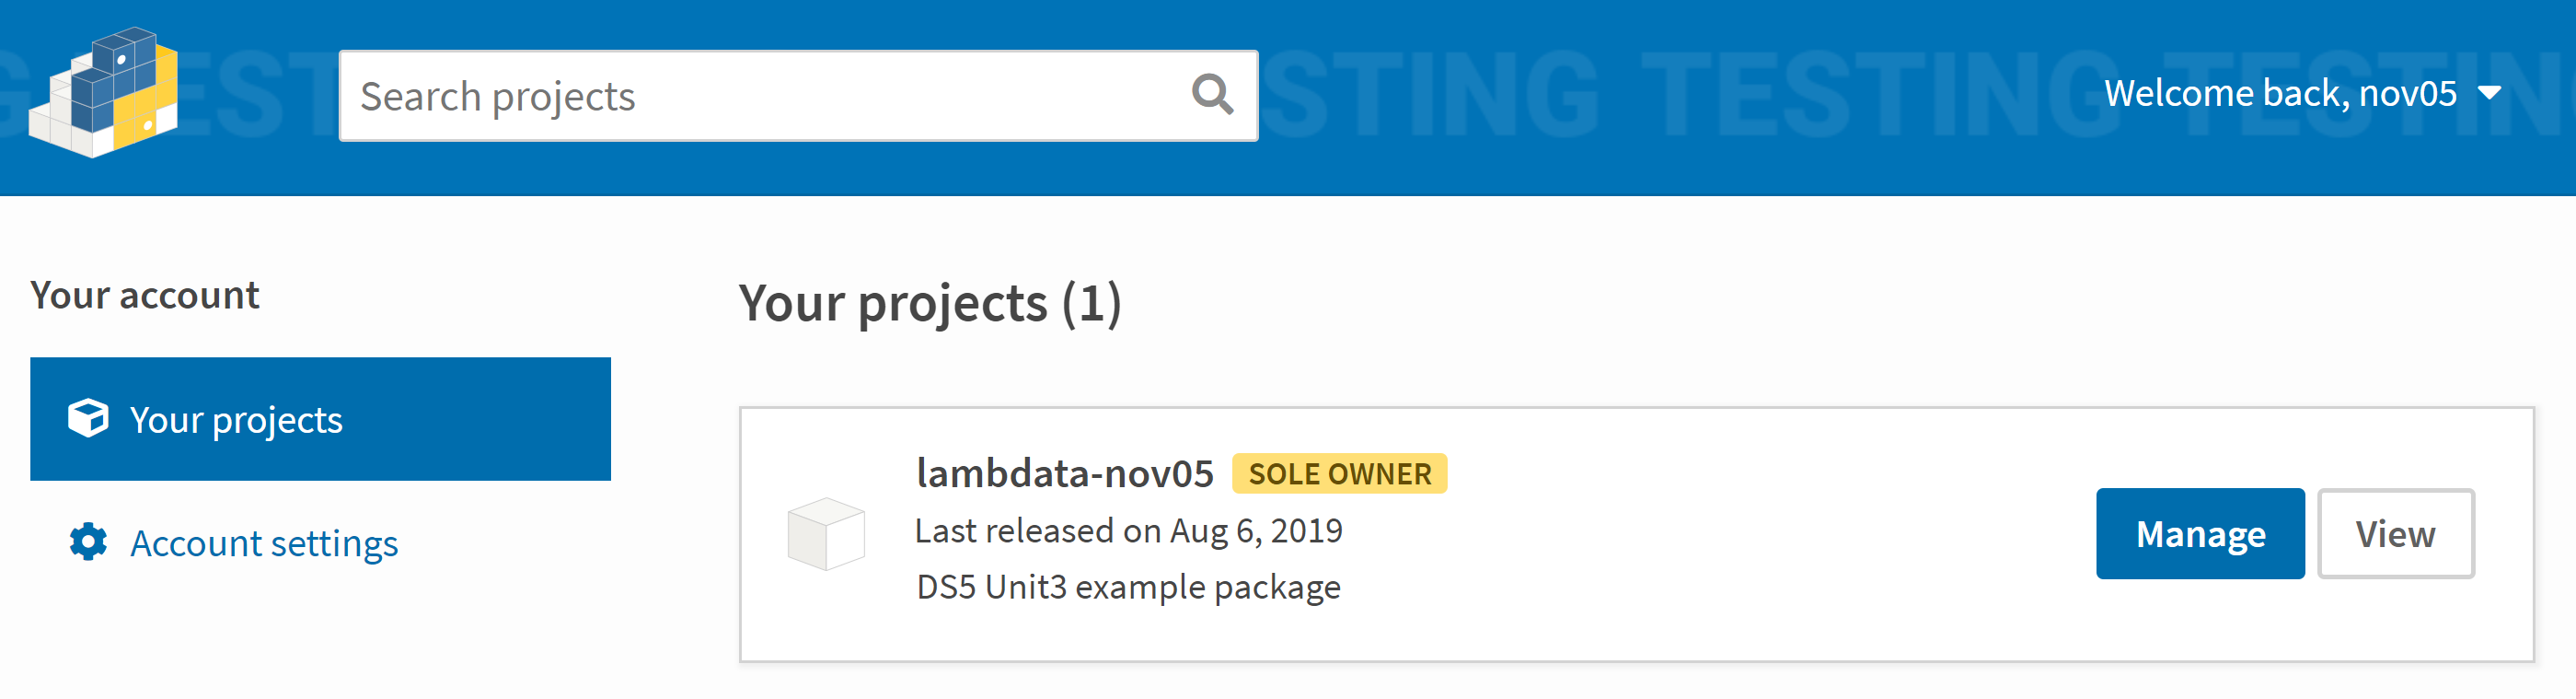 G TESTING TESTING TESTIN
Search projects
Welcome back, nov05
Your account
Your projects
Account settings
Your projects (1)
lambdata-nov05 SOLE OWNER
Last released on Aug 6, 2019
DS5 Unit3 example package
Manage
View